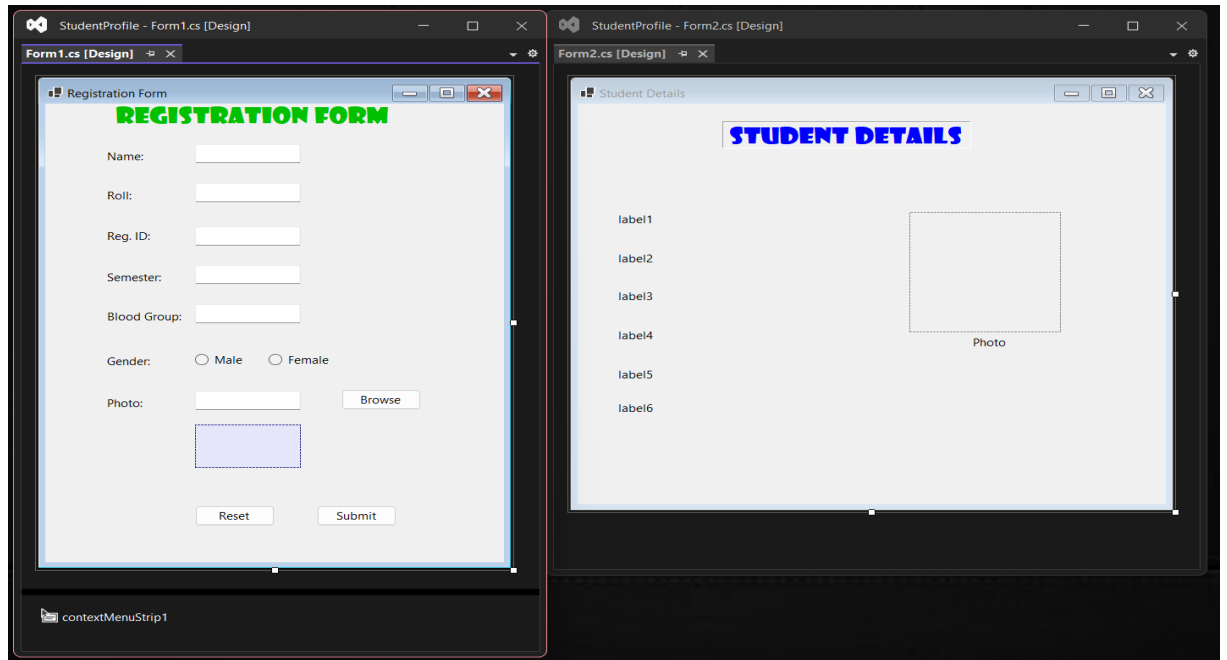 StudentProfile - Form1.cs [Design]
Form1.cs [Design]
Registration Form
REGISTRATION FORM
Name:
Roll:
Reg. ID:
Semester:
Blood Group:
Gender: Male Female
Photo: Browse
Reset Submit
contextMenuStrip1
StudentProfile - Form2.cs [Design]
Form2.cs [Design]
Student Details
STUDENT DETAILS
label1
label2
label3
label4
Photo
label5
label6